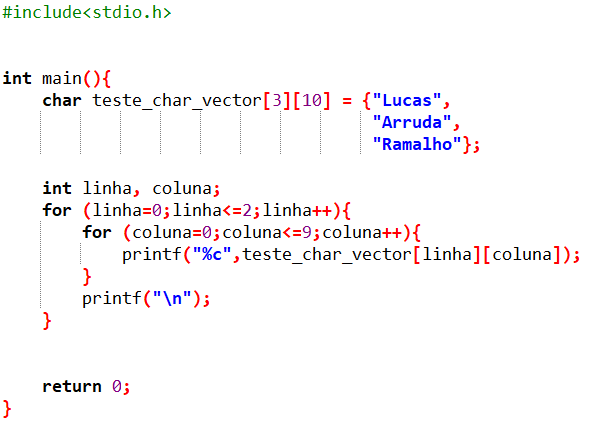 #include<stdio.h>
int main(){
char teste_char_vector[3][10] = {"Lucas",
"Arruda",
"Ramalho"};
int linha, coluna;
for (linha=0;linha<=2;linha++){
for (coluna=0;coluna<=9;coluna++){
printf("%c",teste_char_vector[linha][coluna]);
}
printf("\n");
}
return 0;
}